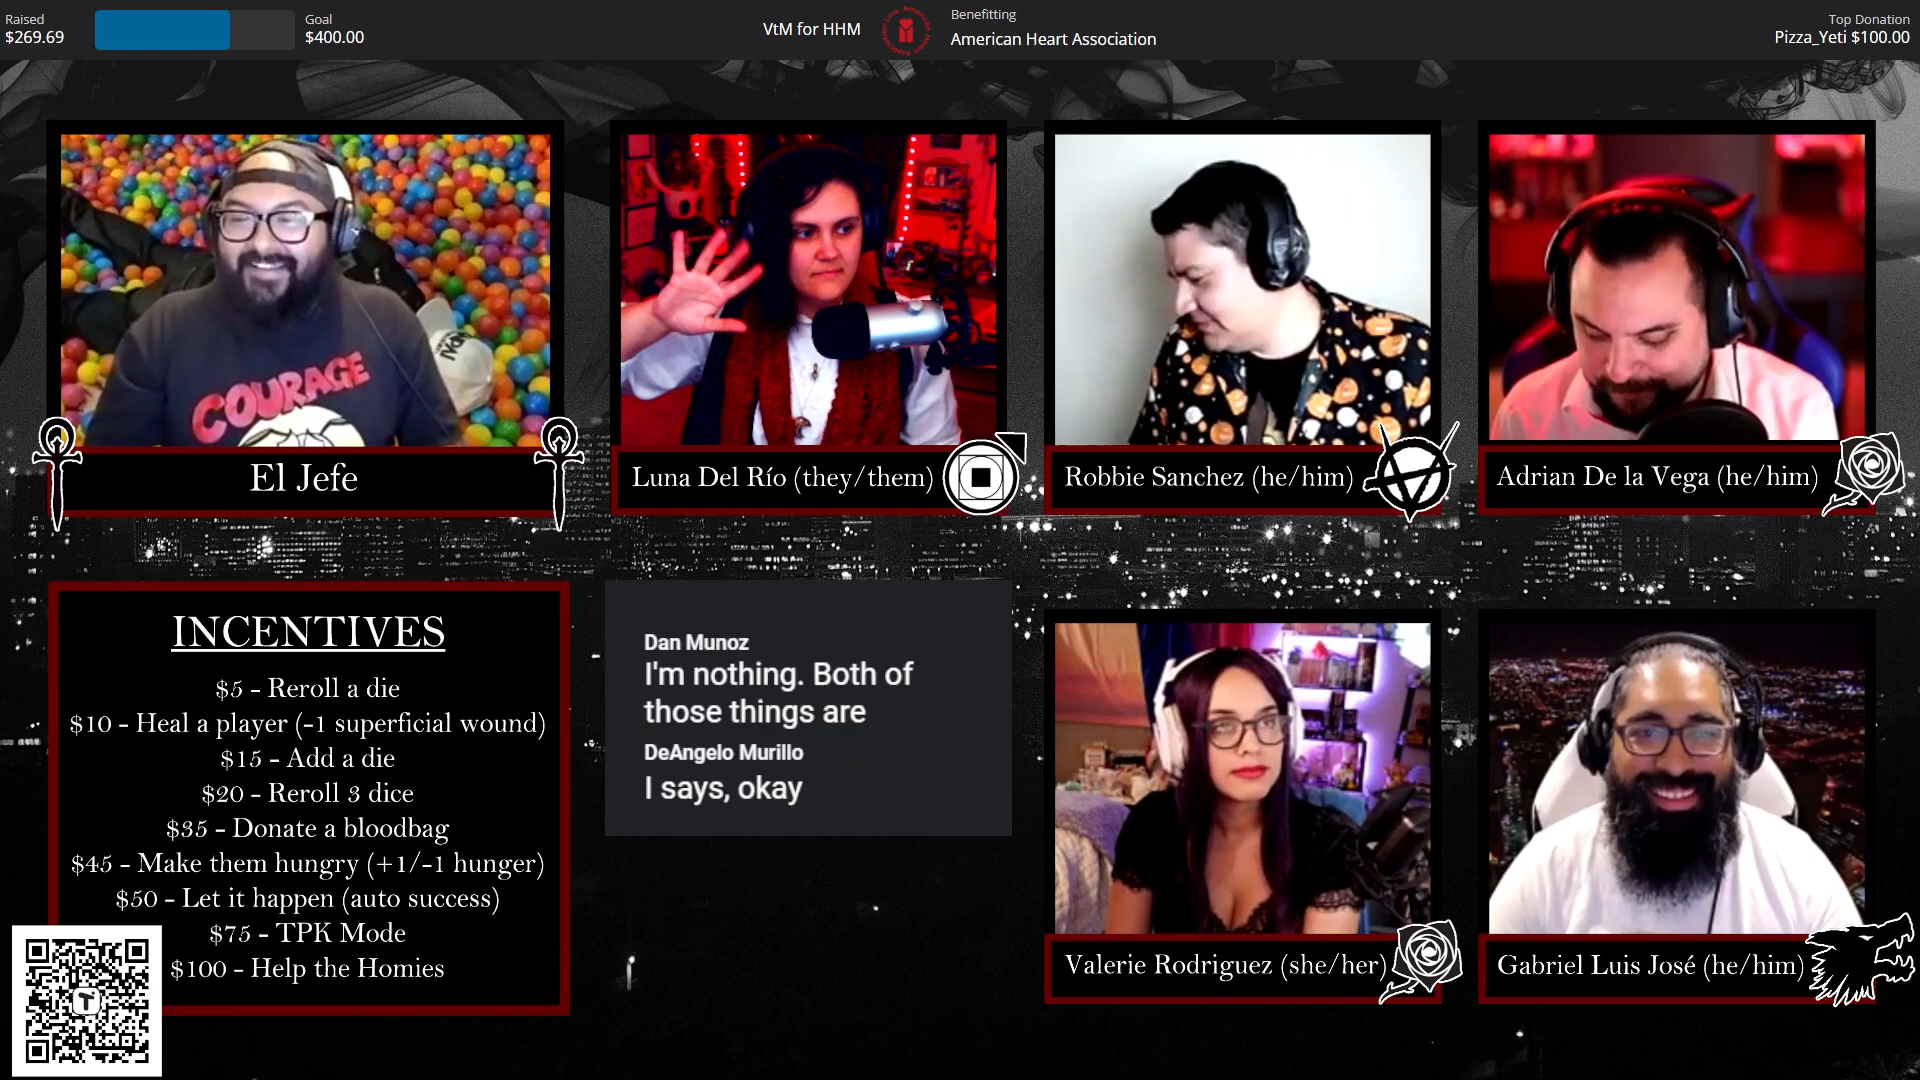 Raised
$269.69
Goal
$400.00
VtM for HHM
Benefitting
American Heart Association
Top Donation
Pizza_Yeti $100.00
COURAGE
El Jefe
Luna Del Río (they/them)
Robbie Sanchez (he/him)
Adrian De la Vega (he/him)
INCENTIVES
$5 - Reroll a die
$10 - Heal a player (-1 superficial wound)
$15 - Add a die
$20 - Reroll 3 dice
$35 - Donate a bloodbag
$45 - Make them hungry (+1/-1 hunger)
$50 - Let it happen (auto success)
$75 - TPK Mode
$100 - Help the Homies
T
Dan Munoz
I'm nothing. Both of
those things are
DeAngelo Murillo
I says, okay
Valerie Rodriguez (she/her)
Gabriel Luis José (he/him)